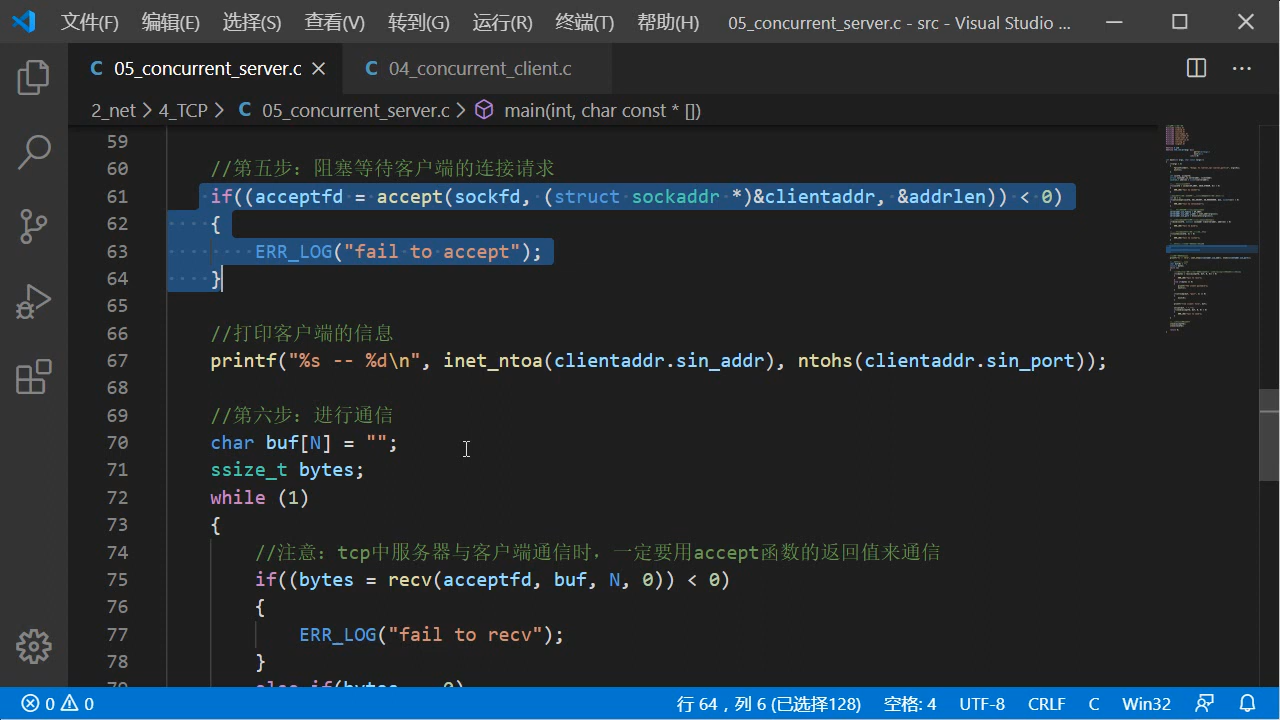 文件(F) 编辑(E) 选择(S) 查看(V) 转到(G) 运行(R) 终端(T) 帮助(H) 05_concurrent_server.c - src - Visual Studio ...
C 05_concurrent_server.c C 04_concurrent_client.c
2_net > 4_TCP > C 05_concurrent_server.c > main(int, char const * [])
59
60 //第五步：阻塞等待客户端的连接请求
61 if((acceptfd = accept(sockfd, (struct sockaddr *)&clientaddr, &addrlen)) < 0)
62 {
63 ERR_LOG("fail to accept");
64 }
65
66 //打印客户端的信息
67 printf("%s -- %d\n", inet_ntoa(clientaddr.sin_addr), ntohs(clientaddr.sin_port));
68
69 //第六步：进行通信
70 char buf[N] = "";
71 ssize_t bytes;
72 while (1)
73 {
74 //注意：tcp中服务器与客户端通信时，一定要用accept函数的返回值来通信
75 if((bytes = recv(acceptfd, buf, N, 0)) < 0)
76 {
77 ERR_LOG("fail to recv");
78 }
0 0 行 64，列 6 (已选择128) 空格: 4 UTF-8 CRLF C Win32